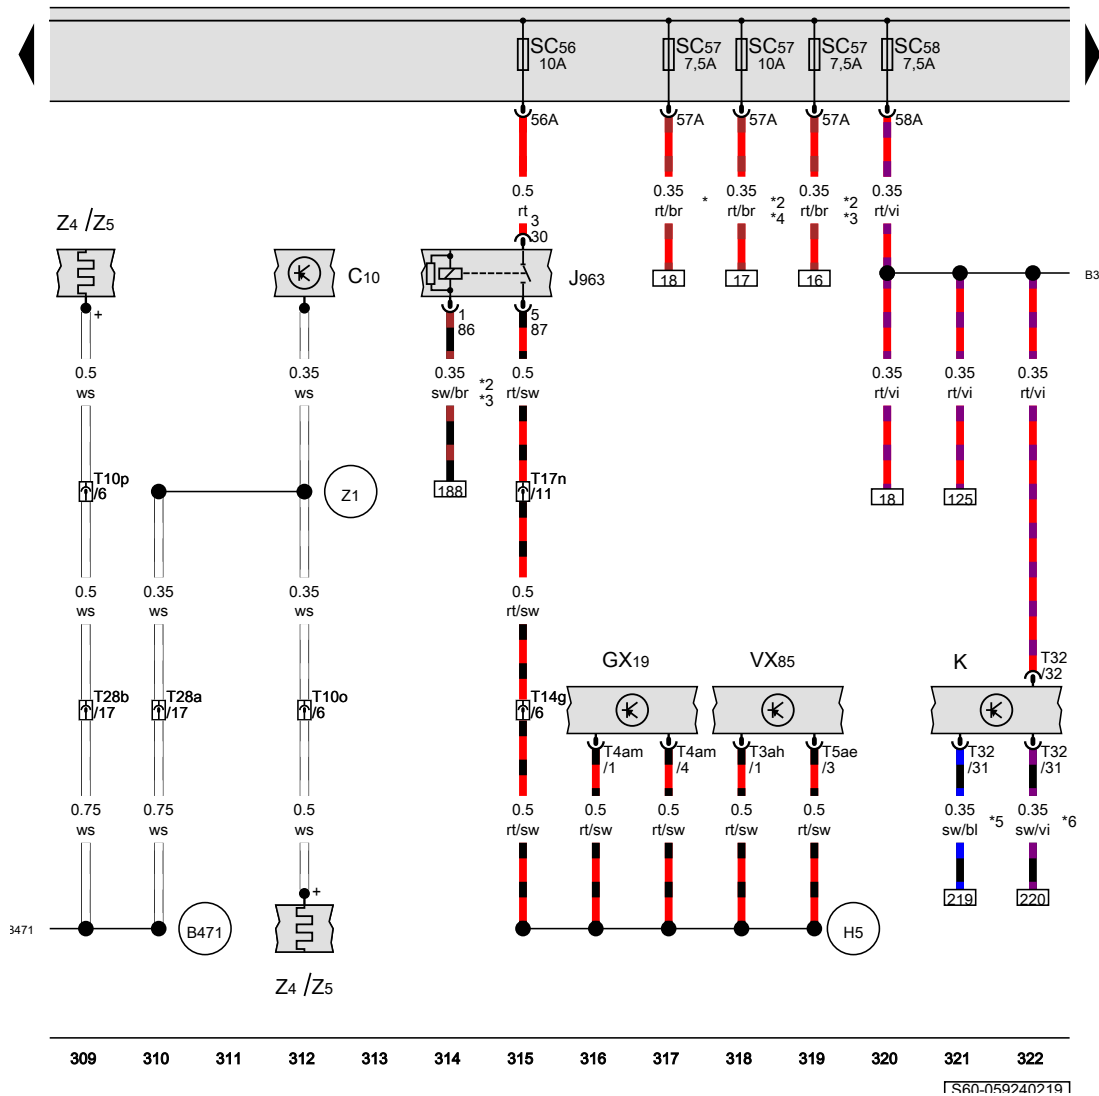 SC56 SC57 SC57 SC57 SC58
10A 7,5A 10A 7,5A 7,5A
56A 57A 57A 57A 58A
0.5 0.35 0.35 0.35 0.35
rt rt/br * rt/br *2 *4 rt/br *2 *3 rt/vi
3
30
Z4 /Z5
C10
J963
18 17 16
B3
+
1 5
86 87
0.5 0.35 0.35 0.5 0.35 0.35 0.35
ws ws sw/br *2 *3 rt/sw rt/vi rt/vi rt/vi
T10p
/6
Z1
188
T17n
/11
18 125
0.5 0.35 0.35 0.5
ws ws ws rt/sw
GX19 VX85 K T32
/32
T28b T28a T10o T14g
/17 /17 /6 /6
T4am T4am T3ah T5ae T32 T32
/1 /4 /1 /3 /31 /31
0.75 0.75 0.5 0.5 0.5 0.5 0.5 0.5 0.35 0.35
ws ws ws rt/sw rt/sw rt/sw rt/sw rt/sw sw/bl *5 sw/vi *6
+
219 220
B471 H5
Z4 /Z5
309 310 311 312 313 314 315 316 317 318 319 320 321 322
S60-059240219